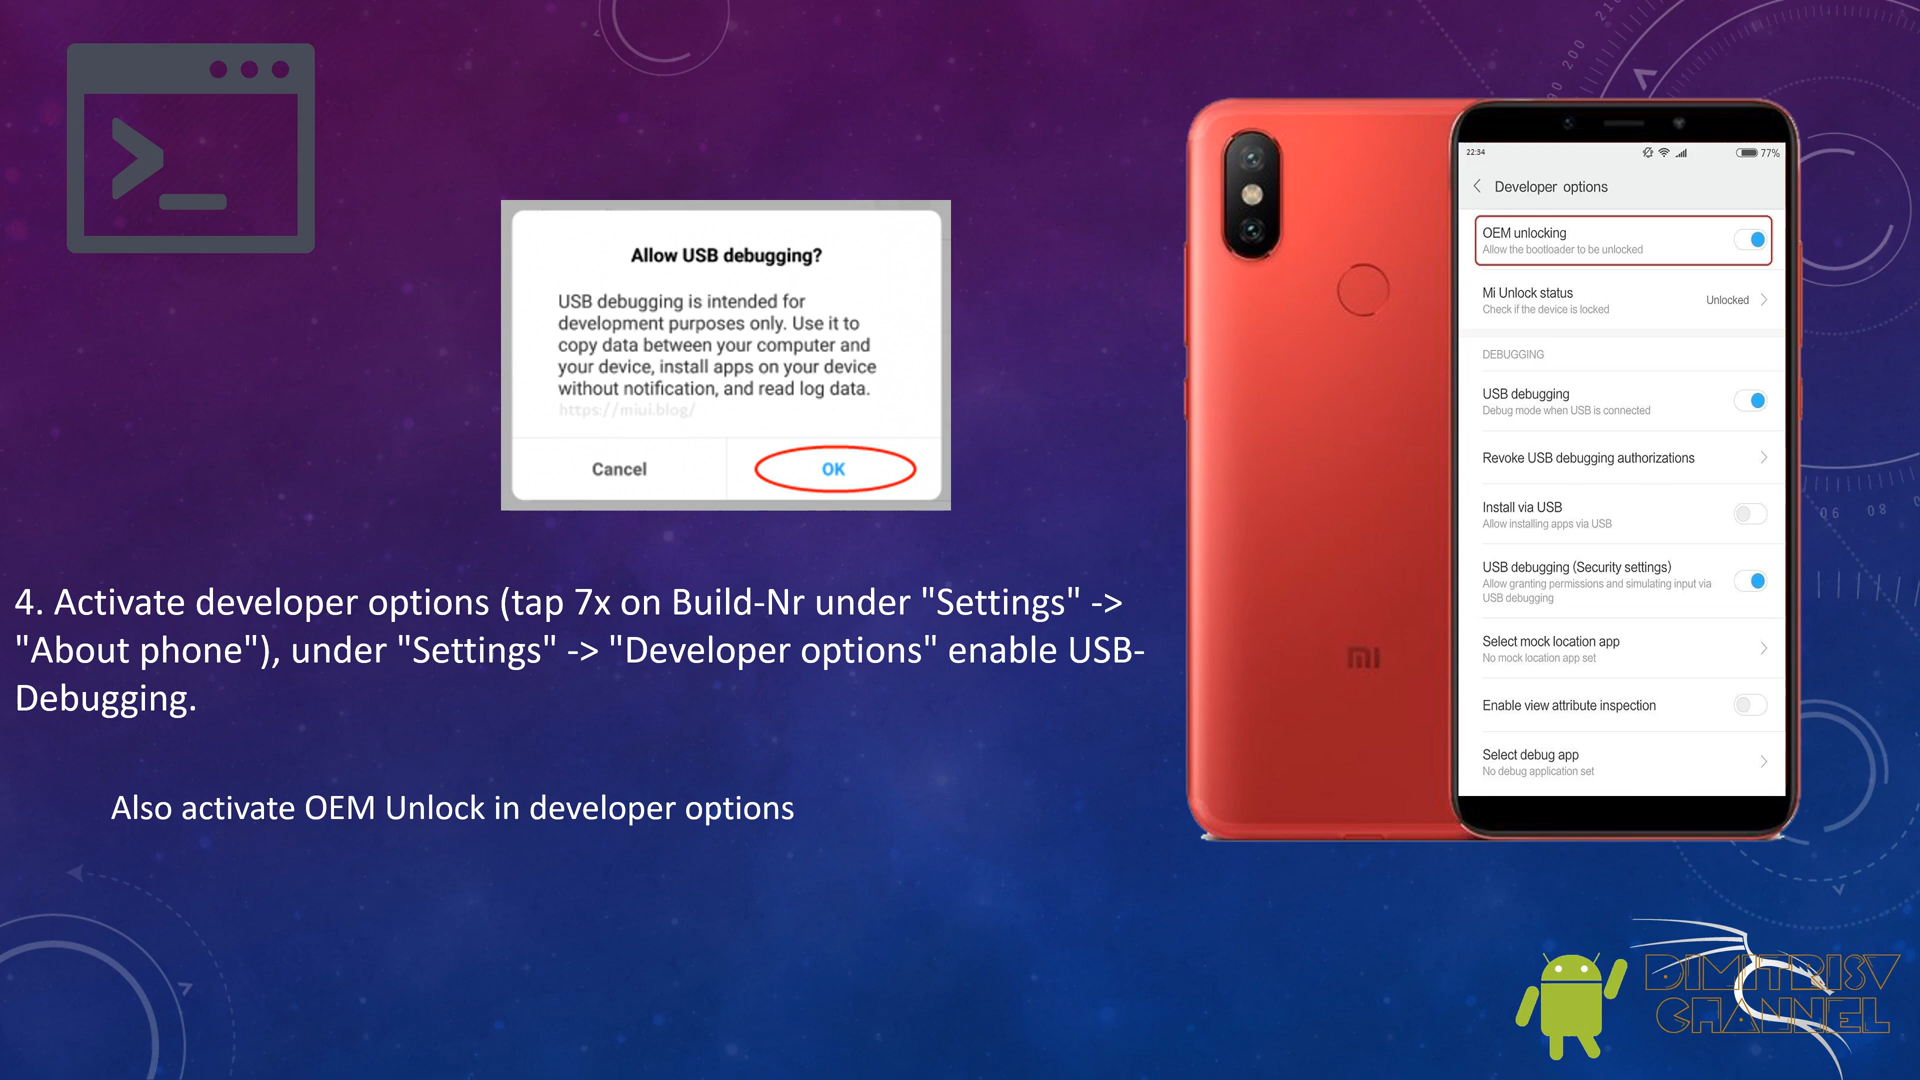 Allow USB debugging?
USB debugging is intended for
development purposes only. Use it to
copy data between your computer and
your device, install apps on your device
without notification, and read log data.
https://miui.blog/
Cancel
OK
4. Activate developer options (tap 7x on Build-Nr under "Settings" ->
"About phone"), under "Settings" -> "Developer options" enable USB-
Debugging.
Also activate OEM Unlock in developer options
22:34
77%
Developer options
OEM unlocking
Allow the bootloader to be unlocked
Mi Unlock status
Check if the device is locked
Unlocked
DEBUGGING
USB debugging
Debug mode when USB is connected
Revoke USB debugging authorizations
Install via USB
Allow installing apps via USB
USB debugging (Security settings)
Allow granting permissions and simulating input via
USB debugging
Select mock location app
No mock location app set
Enable view attribute inspection
Select debug app
No debug application set
mi
DIMITRISV
CHANNEL
200
80
90